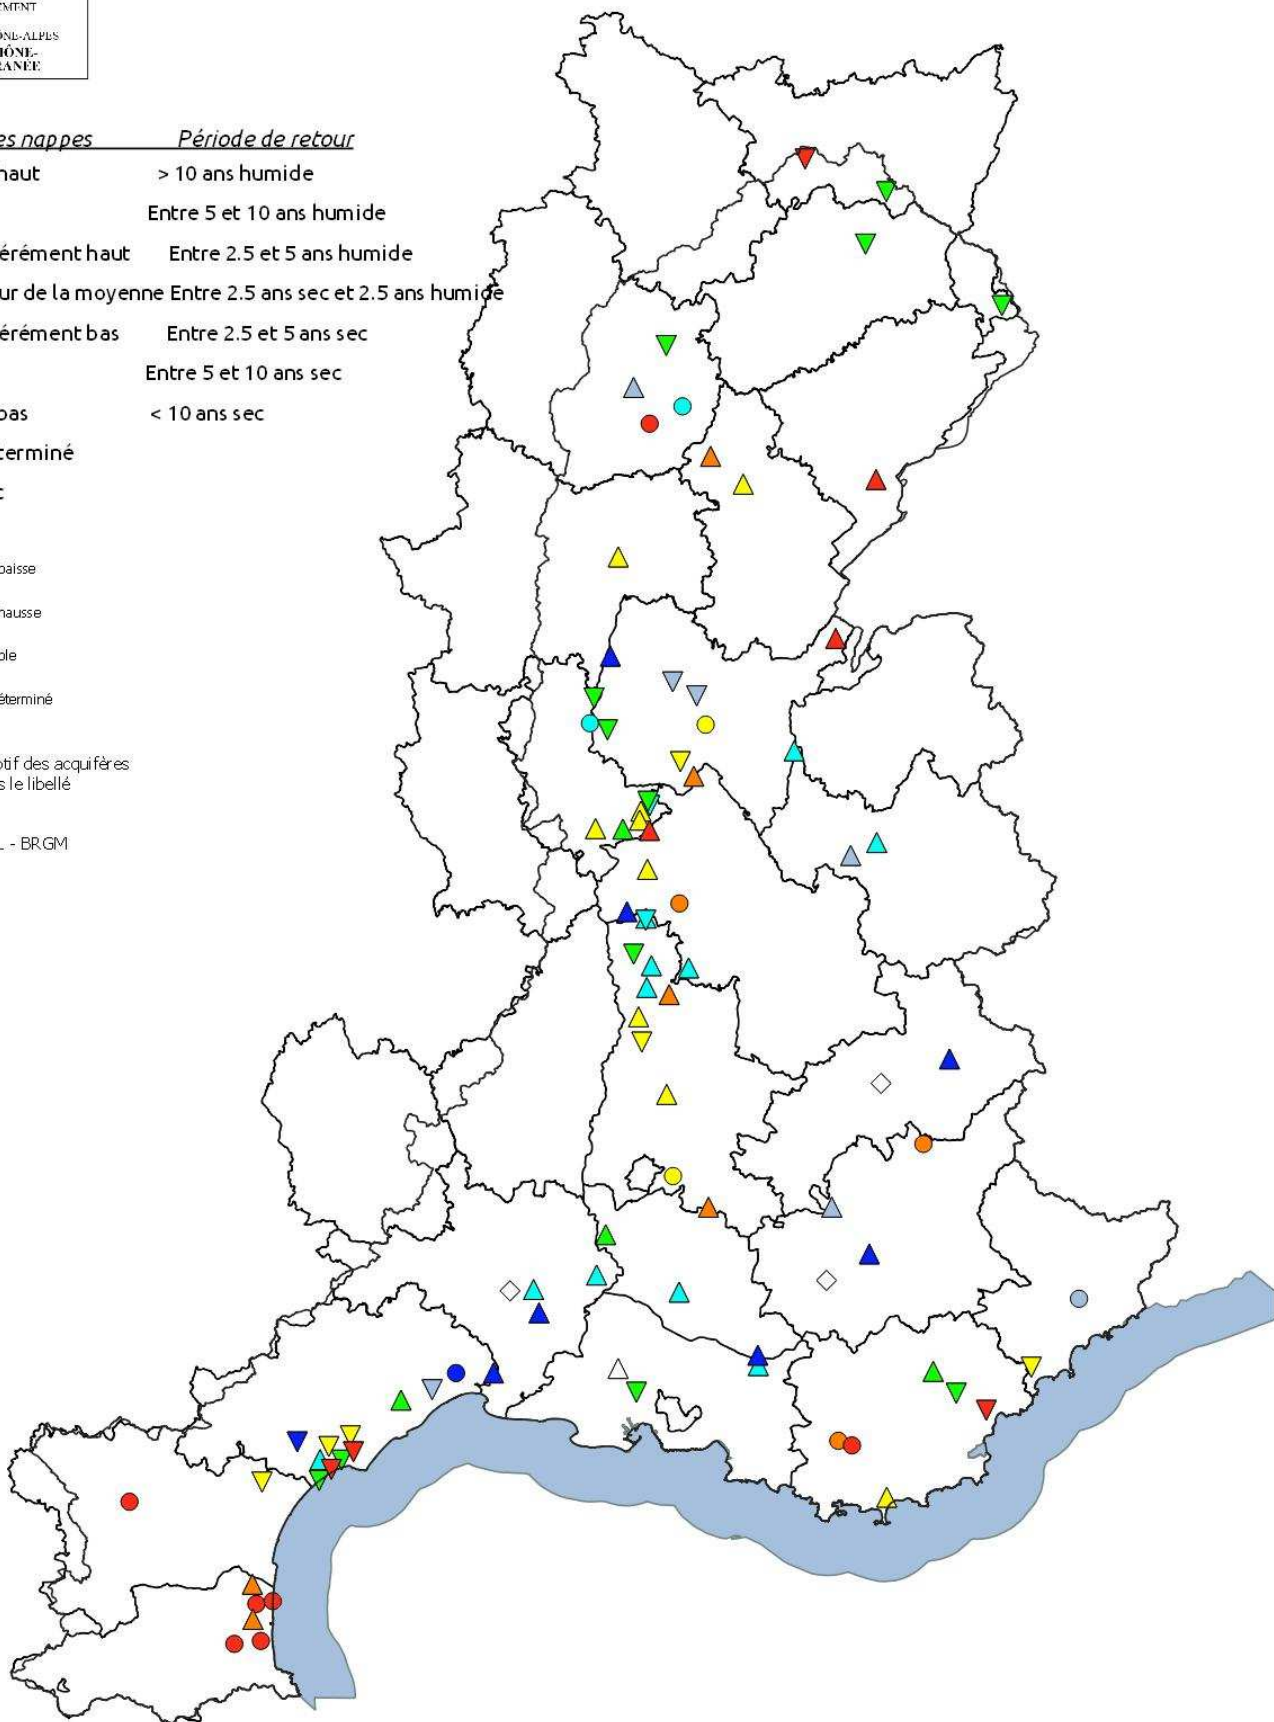 ÔNE-ALPES
HÔNE-
es nappes Période de retour
haut > 10 ans humide
Entre 5 et 10 ans humide
érément haut Entre 2.5 et 5 ans humide
ur de la moyenne Entre 2.5 ans sec et 2.5 ans humide
érément bas Entre 2.5 et 5 ans sec
Entre 5 et 10 ans sec
bas < 10 ans sec
terminé
baisse
hausse
ble
éterminé
otif des acquifères
s le libellé
L - BRGM